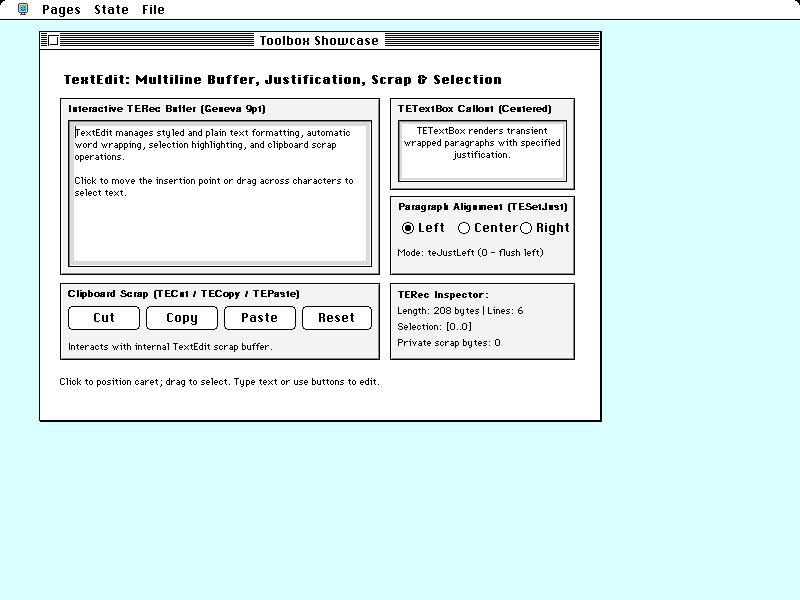 Pages State File
Toolbox Showcase
TextEdit: Multiline Buffer, Justification, Scrap & Selection
Interactive TERec Buffer (Geneva 9pt)
TextEdit manages styled and plain text formatting, automatic
word wrapping, selection highlighting, and clipboard scrap
operations.
Click to move the insertion point or drag across characters to
select text.
TETextBox Callout (Centered)
TETextBox renders transient
wrapped paragraphs with specified
justification.
Paragraph Alignment (TESetJust)
Left Center Right
Mode: teJustLeft (0 - flush left)
Clipboard Scrap (TECut / TECopy / TEPaste)
Cut Copy Paste Reset
Interacts with internal TextEdit scrap buffer.
TERec Inspector:
Length: 208 bytes | Lines: 6
Selection: [0..0]
Private scrap bytes: 0
Click to position caret; drag to select. Type text or use buttons to edit.